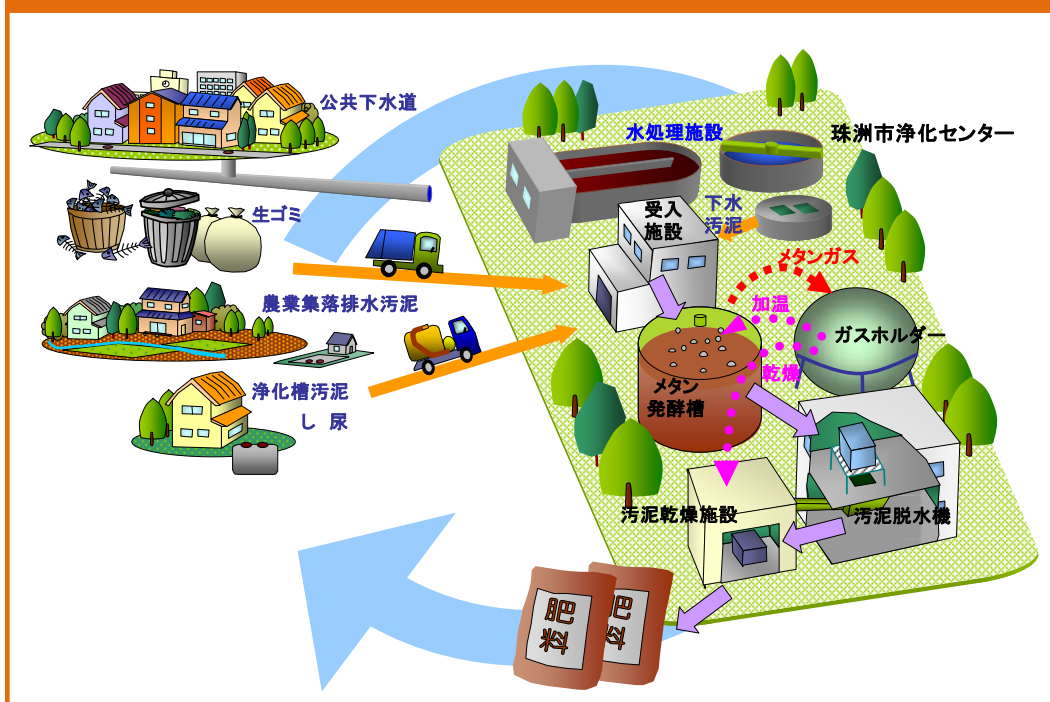 公共下水道
水処理施設
珠洲市浄化センター
生ゴミ
受入
施設
下水
汚泥
メタンガス
農業集落排水汚泥
加温
ガスホルダー
乾燥
浄化槽汚泥
し 尿
メタン
発酵槽
汚泥乾燥施設
汚泥脱水機
肥料
肥料